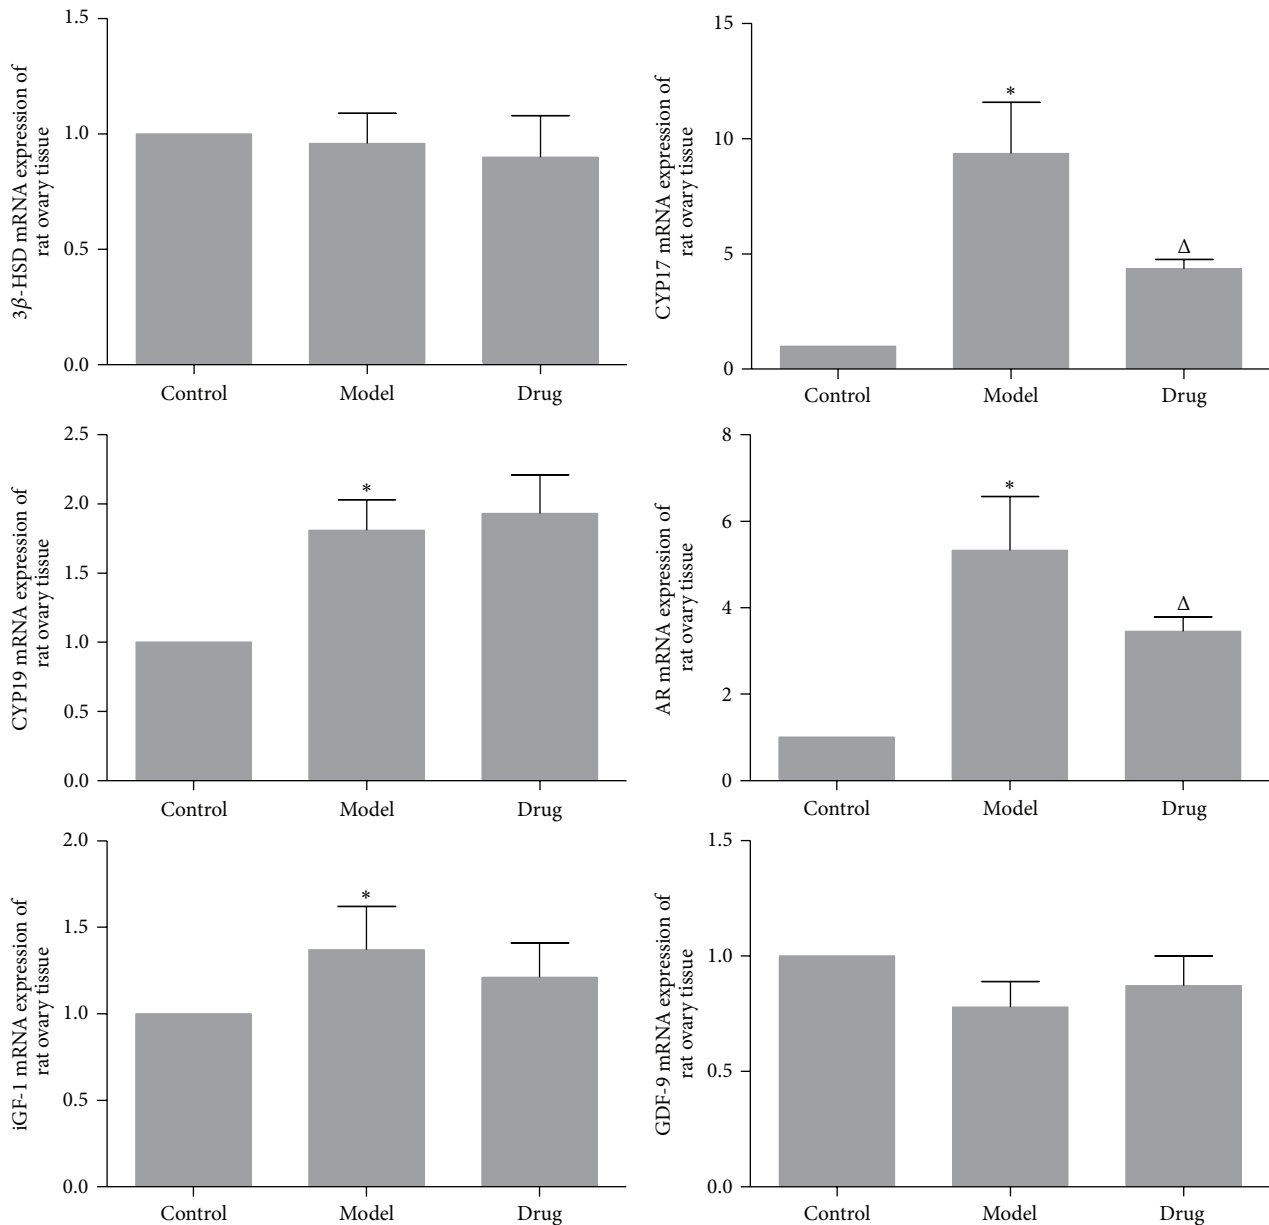 3β-HSD mRNA expression of
rat ovary tissue
1.5
1.0
0.5
0.0
Control Model Drug
CYP17 mRNA expression of
rat ovary tissue
15
10
5
0
*
Δ
Control Model Drug
CYP19 mRNA expression of
rat ovary tissue
2.5
2.0
1.5
1.0
0.5
0.0
*
Control Model Drug
AR mRNA expression of
rat ovary tissue
8
6
4
2
0
*
Δ
Control Model Drug
iGF-1 mRNA expression of
rat ovary tissue
2.0
1.5
1.0
0.5
0.0
*
Control Model Drug
GDF-9 mRNA expression of
rat ovary tissue
1.5
1.0
0.5
0.0
Control Model Drug